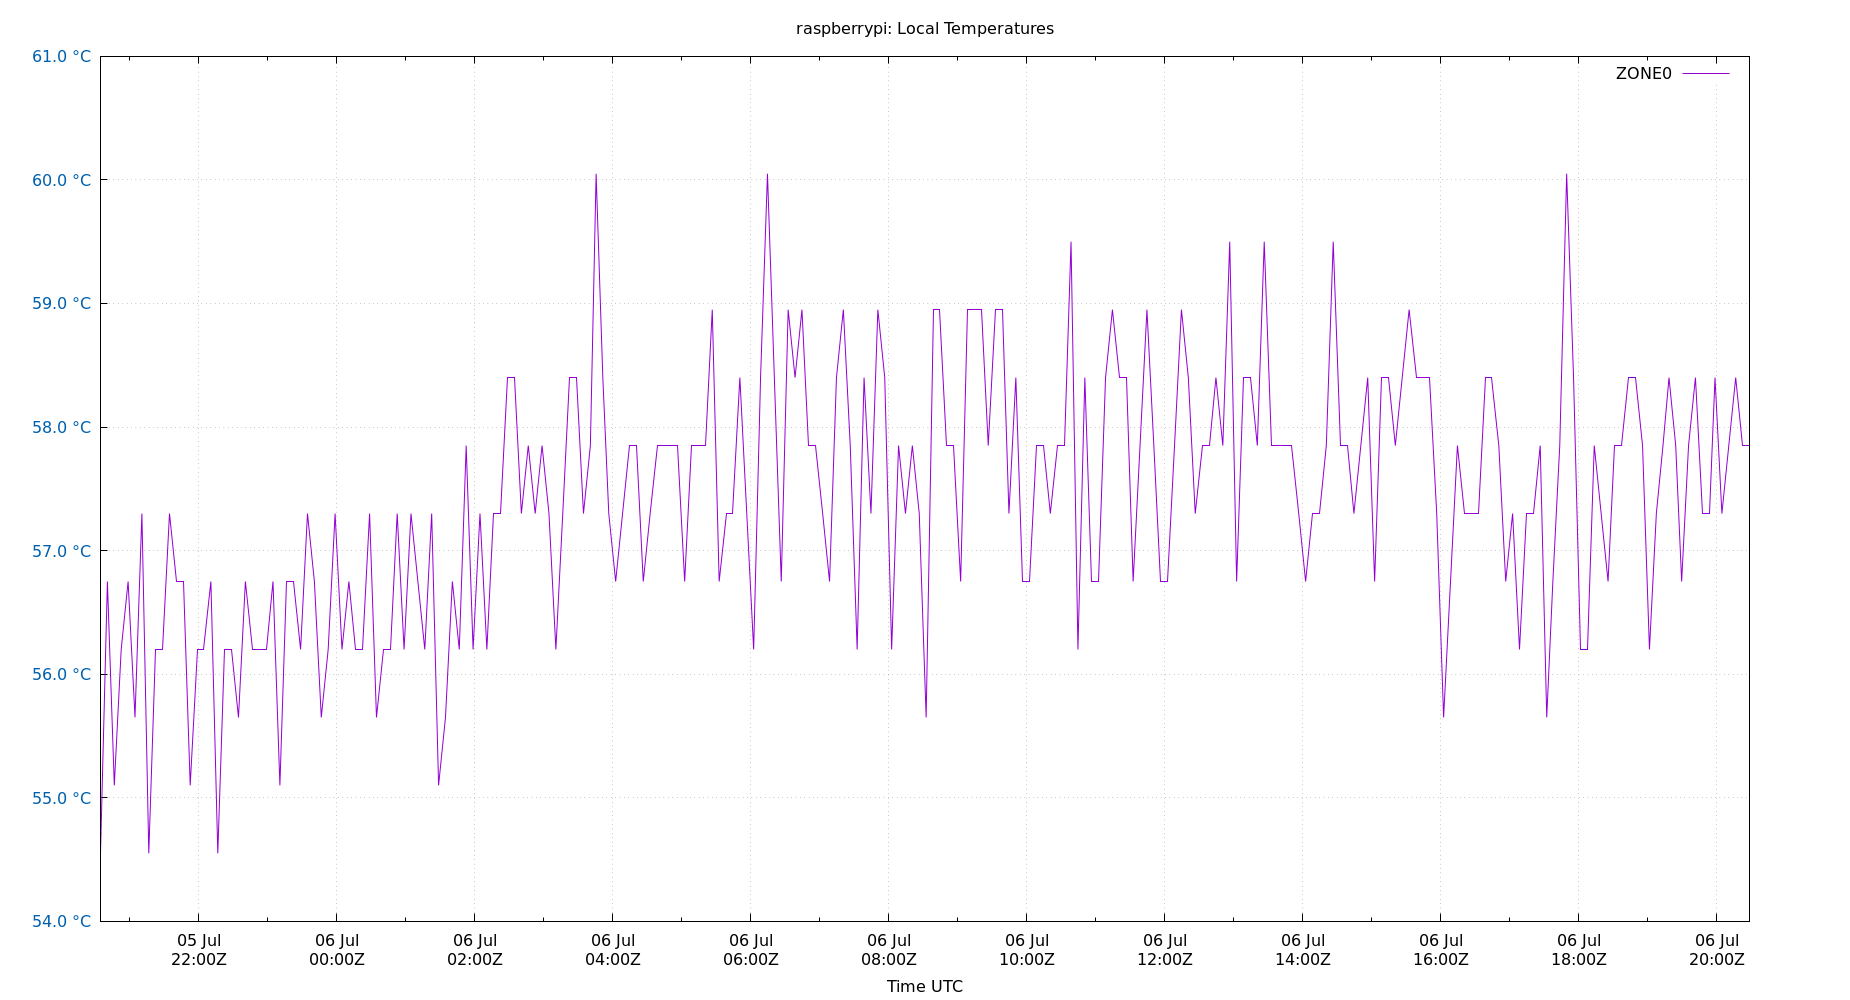 raspberrypi: Local Temperatures
61.0 °C
ZONE0
60.0 °C
59.0 °C
58.0 °C
57.0 °C
56.0 °C
55.0 °C
54.0 °C
05 Jul 06 Jul 06 Jul 06 Jul 06 Jul 06 Jul 06 Jul 06 Jul 06 Jul 06 Jul 06 Jul 06 Jul
22:00Z 00:00Z 02:00Z 04:00Z 06:00Z 08:00Z 10:00Z 12:00Z 14:00Z 16:00Z 18:00Z 20:00Z
Time UTC